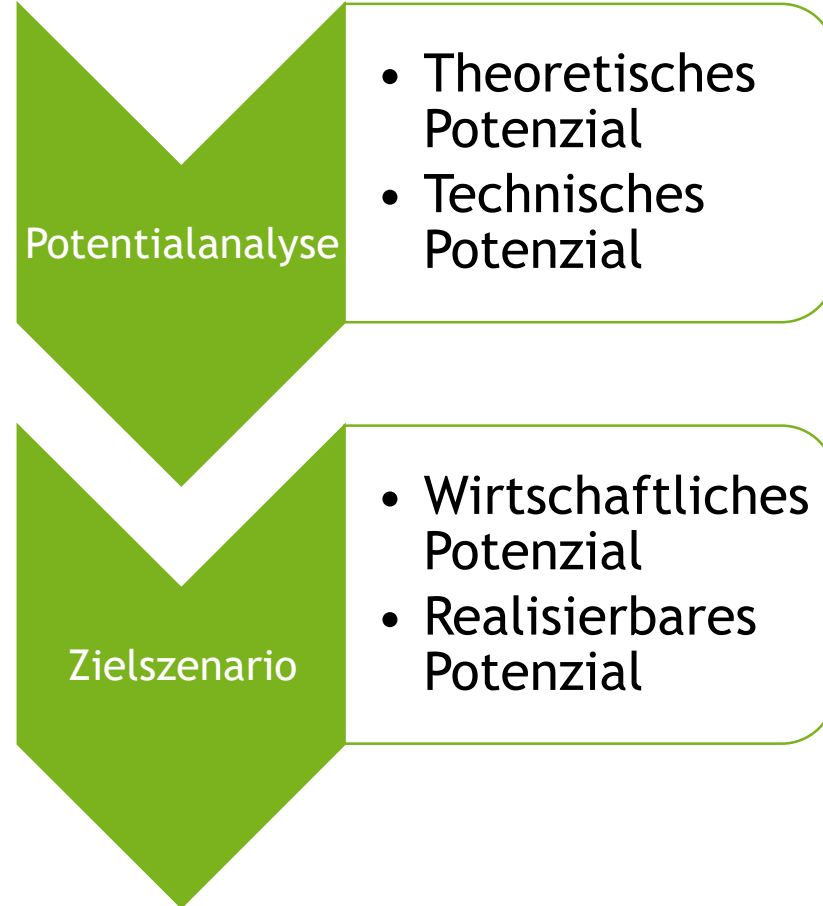 Potentialanalyse
• Theoretisches
Potenzial
• Technisches
Potenzial
Zielszenario
• Wirtschaftliches
Potenzial
• Realisierbares
Potenzial